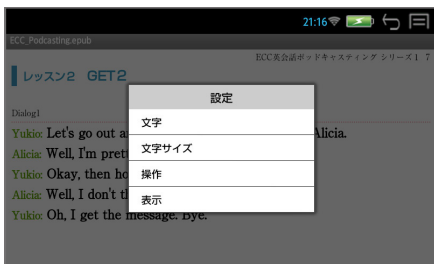 21:16
ECC_Podcasting.epub
ECC英会話ポッドキャスティング シリーズ1 7
レッスン2 GET2
設定
Dialog1
文字
Yukio: Let's go out a Alicia.
文字サイズ
Alicia: Well, I'm pret
操作
Yukio: Okay, then ho
Alicia: Well, I don't th
表示
Yukio: Oh, I get the message. Bye.